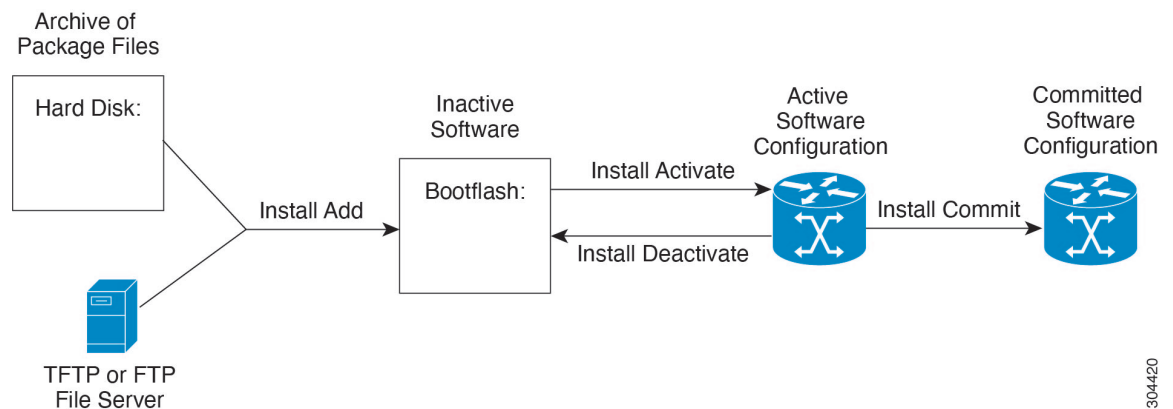 Archive of
Package Files
Hard Disk:
TFTP or FTP
File Server
Install Add
Inactive
Software
Bootflash:
Install Activate
Install Deactivate
Active
Software
Configuration
Install Commit
Committed
Software
Configuration
304420